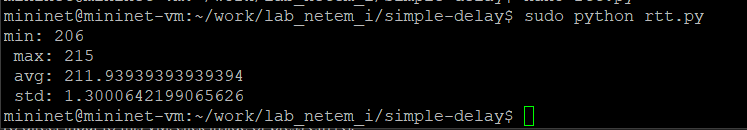 mininet@mininet-vm:~/work/lab_netem_i/simple-delay$ sudo python rtt.py
min: 206
 max: 215
 avg: 211.93939393939394
 std: 1.3000642199065626
mininet@mininet-vm:~/work/lab_netem_i/simple-delay$